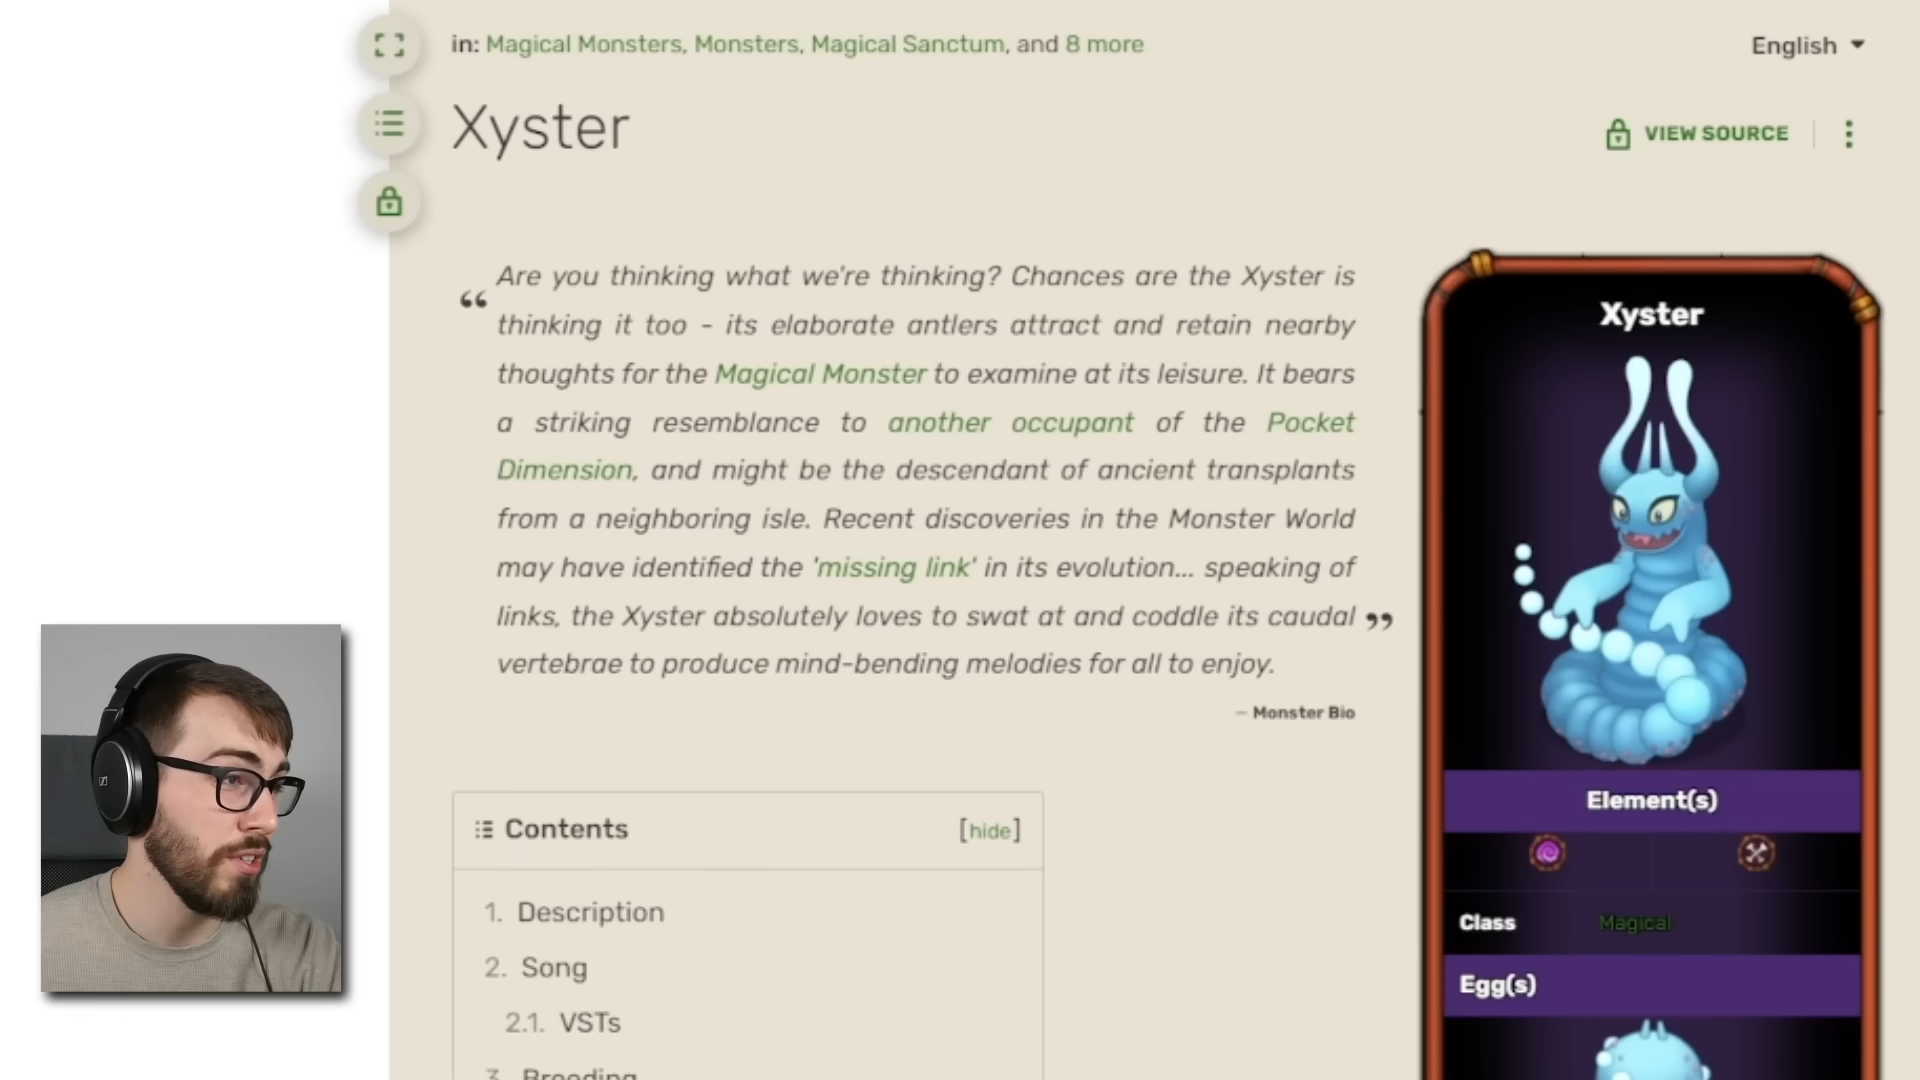 in: Magical Monsters, Monsters, Magical Sanctum, and 8 more
English
Xyster
VIEW SOURCE
“ Are you thinking what we're thinking? Chances are the Xyster is
thinking it too - its elaborate antlers attract and retain nearby
thoughts for the Magical Monster to examine at its leisure. It bears
a striking resemblance to another occupant of the Pocket
Dimension, and might be the descendant of ancient transplants
from a neighboring isle. Recent discoveries in the Monster World
may have identified the 'missing link' in its evolution... speaking of
links, the Xyster absolutely loves to swat at and coddle its caudal
vertebrae to produce mind-bending melodies for all to enjoy. ”
– Monster Bio
Contents [hide]
1. Description
2. Song
2.1. VSTs
3. Breeding
Xyster
Element(s)
Class Magical
Egg(s)